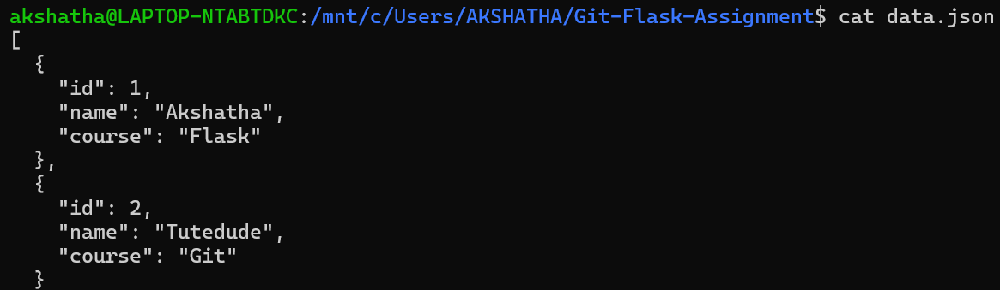 akshatha@LAPTOP-NTABTDKC:/mnt/c/Users/AKSHATHA/Git-Flask-Assignment$ cat data.json
[
  {
    "id": 1,
    "name": "Akshatha",
    "course": "Flask"
  },
  {
    "id": 2,
    "name": "Tutedude",
    "course": "Git"
  }